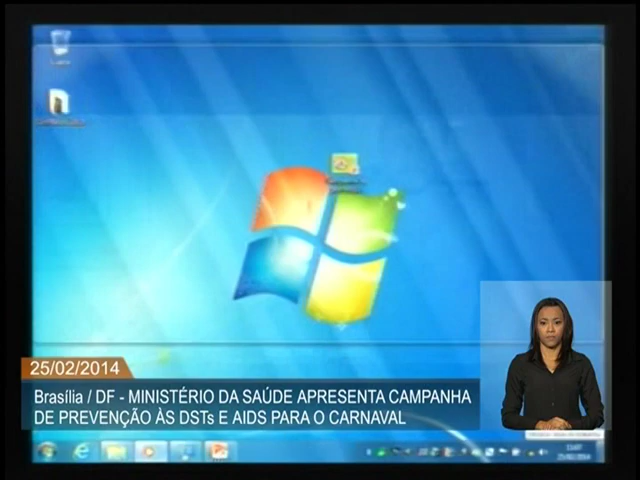 25/02/2014
Brasília / DF - MINISTÉRIO DA SAÚDE APRESENTA CAMPANHA
DE PREVENÇÃO ÀS DSTs E AIDS PARA O CARNAVAL